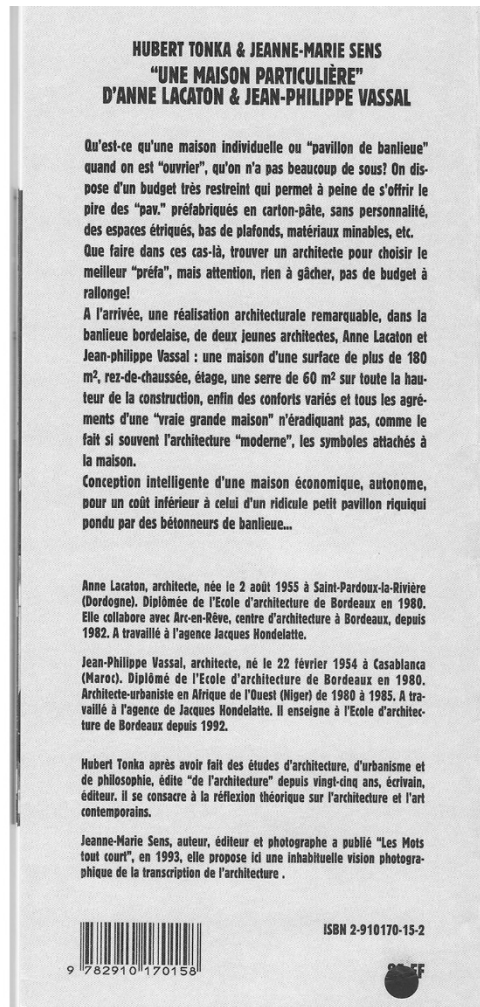 HUBERT TONKA & JEANNE-MARIE SENS
“UNE MAISON PARTICULIÈRE”
D'ANNE LACATON & JEAN-PHILIPPE VASSAL
Qu'est-ce qu'une maison individuelle ou “pavillon de banlieue”
quand on est “ouvrier”, qu'on n'a pas beaucoup de sous? On dis-
pose d'un budget très restreint qui permet à peine de s'offrir le
pire des “pav.” préfabriqués en carton-pâte, sans personnalité,
des espaces étriqués, bas de plafonds, matériaux minables, etc.
Que faire dans ces cas-là, trouver un architecte pour choisir le
meilleur “préfa”, mais attention, rien à gâcher, pas de budget à
rallonge!
A l'arrivée, une réalisation architecturale remarquable, dans la
banlieue bordelaise, de deux jeunes architectes, Anne Lacaton et
Jean-philippe Vassal : une maison d'une surface de plus de 180
m², rez-de-chaussée, étage, une serre de 60 m² sur toute la hau-
teur de la construction, enfin des conforts variés et tous les agré-
ments d'une “vraie grande maison” n'éradiquant pas, comme le
fait si souvent l'architecture “moderne”, les symboles attachés à
la maison.
Conception intelligente d'une maison économique, autonome,
pour un coût inférieur à celui d'un ridicule petit pavillon riquiqui
pondu par des bétonneurs de banlieue...
Anne Lacaton, architecte, née le 2 août 1955 à Saint-Pardoux-la-Rivière
(Dordogne). Diplômée de l'Ecole d'architecture de Bordeaux en 1980.
Elle collabore avec Arc-en-Rêve, centre d'architecture à Bordeaux, depuis
1982. A travaillé à l'agence Jacques Hondelatte.
Jean-Philippe Vassal, architecte, né le 22 février 1954 à Casablanca
(Maroc). Diplômé de l'Ecole d'architecture de Bordeaux en 1980.
Architecte-urbaniste en Afrique de l'Ouest (Niger) de 1980 à 1985. A tra-
vaillé à l'agence de Jacques Hondelatte. Il enseigne à l'Ecole d'architec-
ture de Bordeaux depuis 1992.
Hubert Tonka après avoir fait des études d'architecture, d'urbanisme et
de philosophie, édite “de l'architecture” depuis vingt-cinq ans, écrivain,
éditeur. il se consacre à la réflexion théorique sur l'architecture et l'art
contemporains.
Jeanne-Marie Sens, auteur, éditeur et photographe a publié “Les Mots
tout court”, en 1993, elle propose ici une inhabituelle vision photogra-
phique de la transcription de l'architecture .
ISBN 2-910170-15-2
9 782910 170158
FF